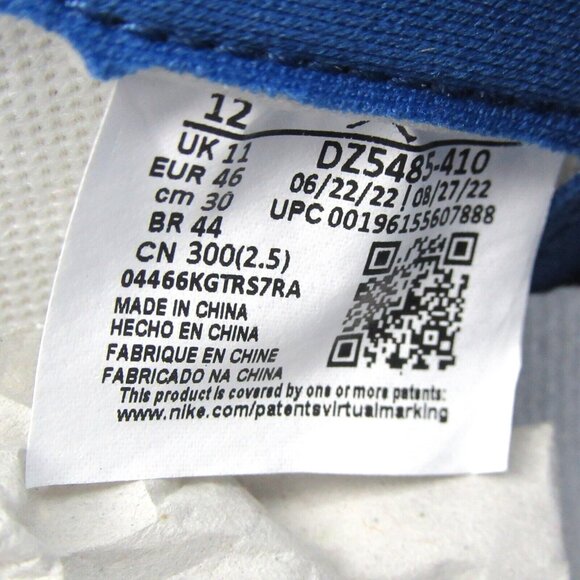 12
UK 11
EUR 46
cm 30
BR 44
CN 300(2.5)
04466KGTRS7RA
DZ5485-410
06/22/22 | 08/27/22
UPC 00196155607888
MADE IN CHINA
HECHO EN CHINA
FABRIQUE EN CHINE
FABRICADO NA CHINA
This product is covered by one or more patents:
www.nike.com/patentsvirtualmarking